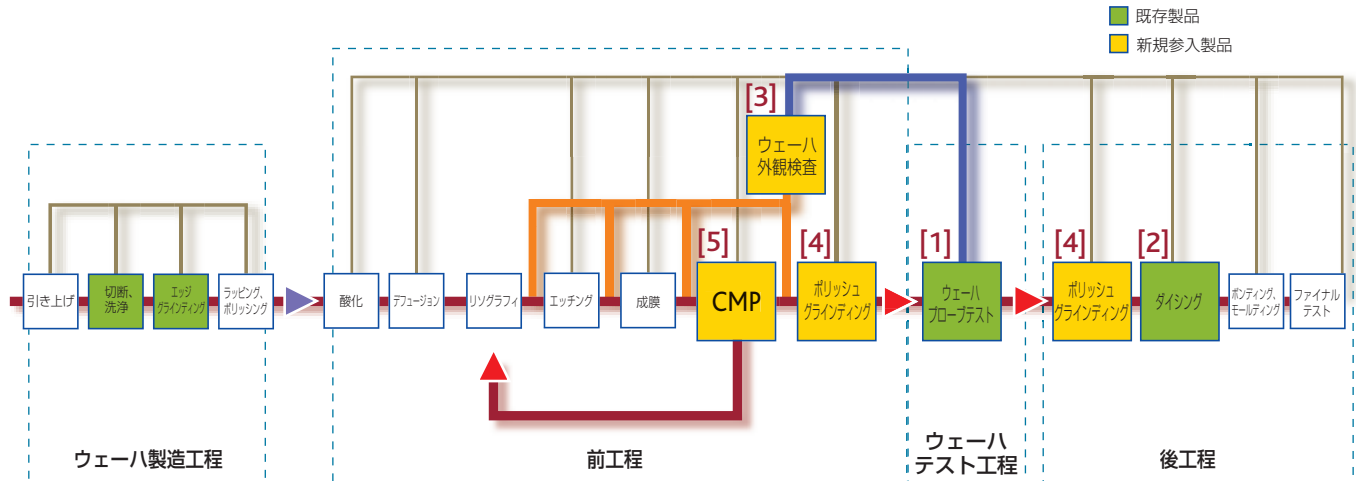 既存製品
新規参入製品
[3]
ウェーハ
外観検査
[5]
[4]
[1]
[4]
[2]
引き上げ
切断、
洗浄
エッジ
グラインディング
ラッピング、
ポリッシング
酸化
デフュージョン
リソグラフィ
エッチング
成膜
CMP
ポリッシュ
グラインディング
ウェーハ
プローブテスト
ポリッシュ
グラインディング
ダイシング
ボンディング、
モールディング
ファイナル
テスト
ウェーハ製造工程
前工程
ウェーハ
テスト工程
後工程